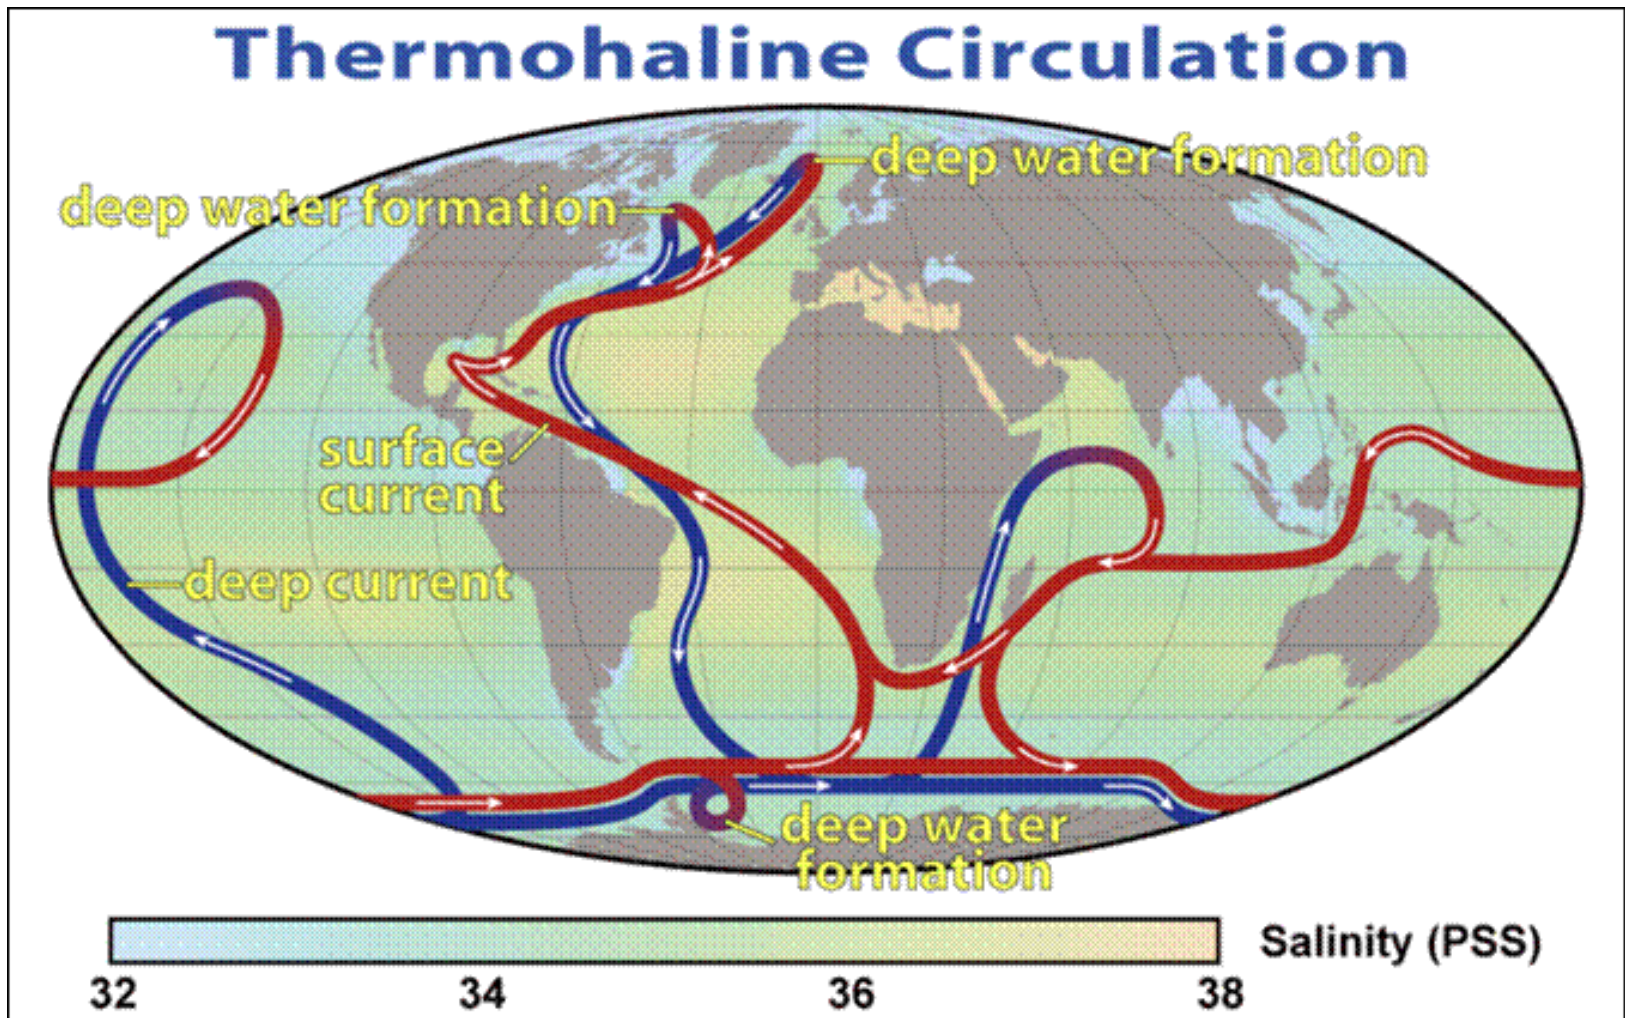 Thermohaline Circulation
deep water formation
deep water formation
surface
current
deep current
deep water
formation
Salinity (PSS)
32 34 36 38